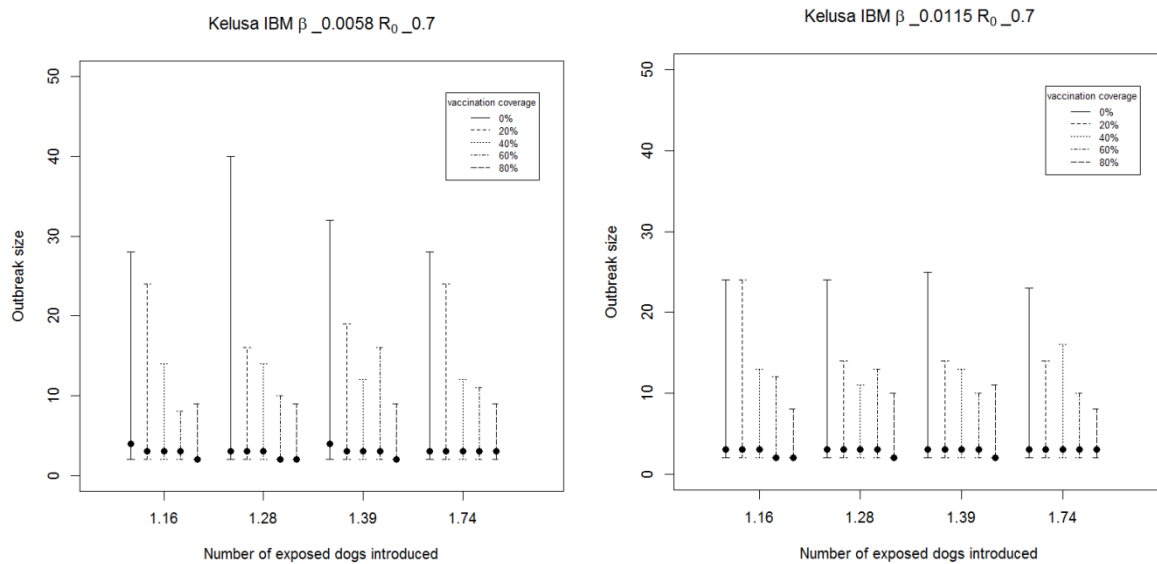 Kelusa IBM β _0.0058 R₀ _0.7
50
40
30
20
10
0
Outbreak size
vaccination coverage
0%
20%
40%
60%
80%
1.16 1.28 1.39 1.74
Number of exposed dogs introduced
Kelusa IBM β _0.0115 R₀ _0.7
50
40
30
20
10
0
Outbreak size
vaccination coverage
0%
20%
40%
60%
80%
1.16 1.28 1.39 1.74
Number of exposed dogs introduced